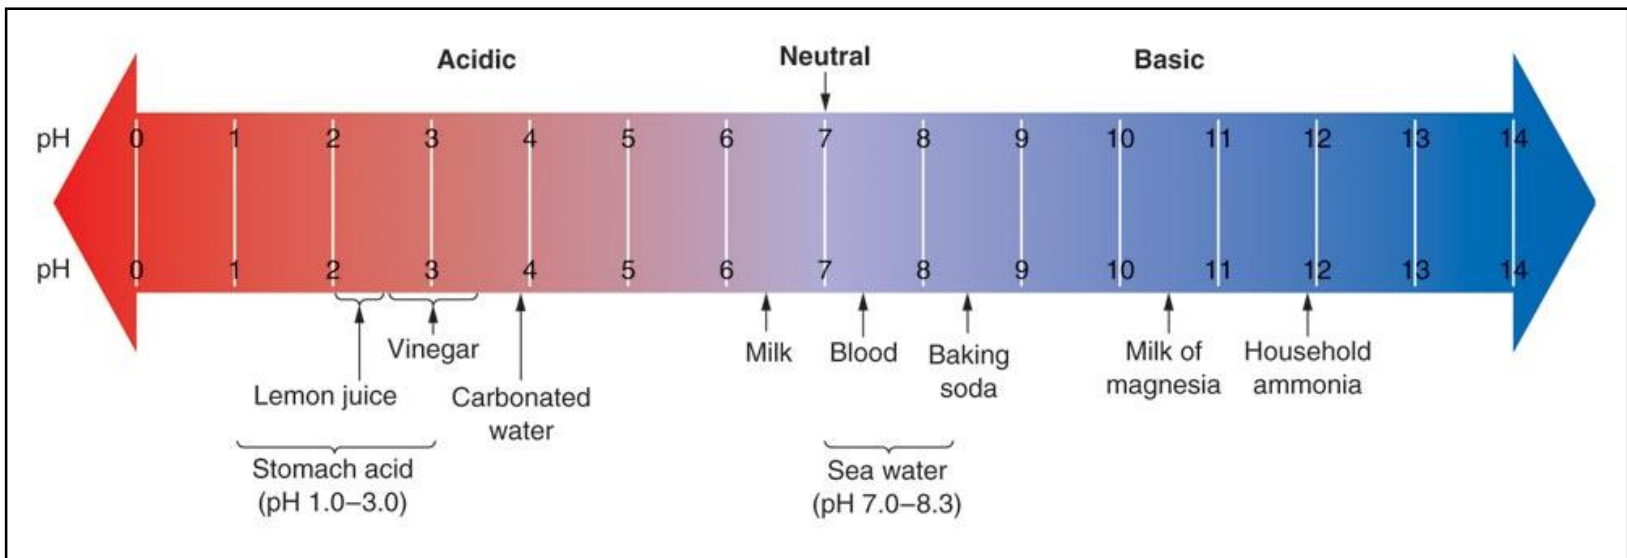 Acidic Neutral Basic
pH 0 1 2 3 4 5 6 7 8 9 10 11 12 13 14
pH 0 1 2 3 4 5 6 7 8 9 10 11 12 13 14
Lemon juice
Vinegar
Carbonated
water
Milk
Blood
Baking
soda
Milk of
magnesia
Household
ammonia
Stomach acid
(pH 1.0–3.0)
Sea water
(pH 7.0–8.3)